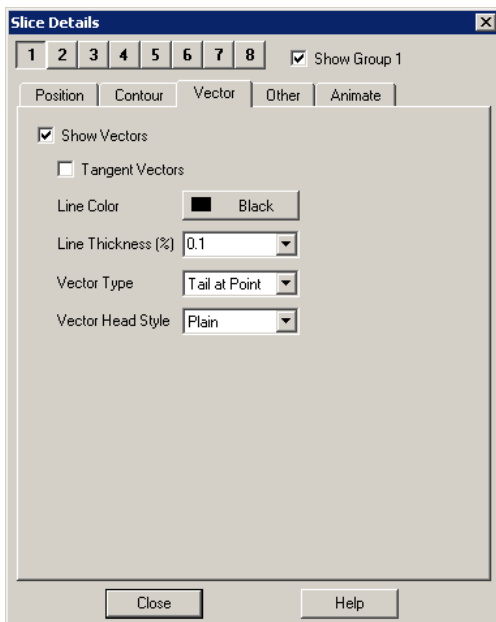 Slice Details
1 2 3 4 5 6 7 8 Show Group 1
Position Contour Vector Other Animate
Show Vectors
Tangent Vectors
Line Color Black
Line Thickness (%) 0.1
Vector Type Tail at Point
Vector Head Style Plain
Close Help